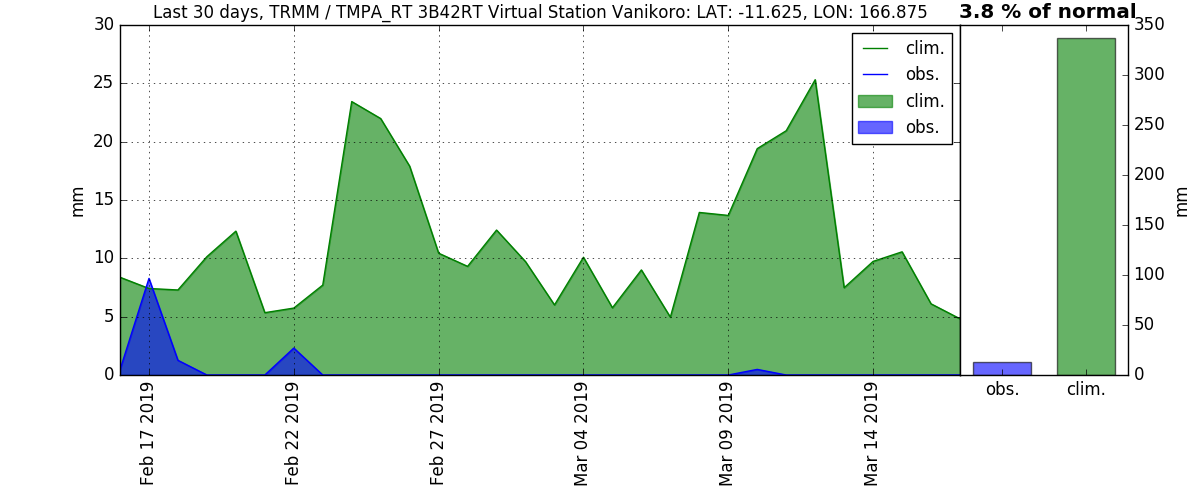 Last 30 days, TRMM / TMPA_RT 3B42RT Virtual Station Vanikoro: LAT: -11.625, LON: 166.875
3.8 % of normal
mm
30
25
20
15
10
5
0
clim.
obs.
clim.
obs.
Feb 17 2019
Feb 22 2019
Feb 27 2019
Mar 04 2019
Mar 09 2019
Mar 14 2019
350
300
250
200
150
100
50
0
mm
obs.
clim.